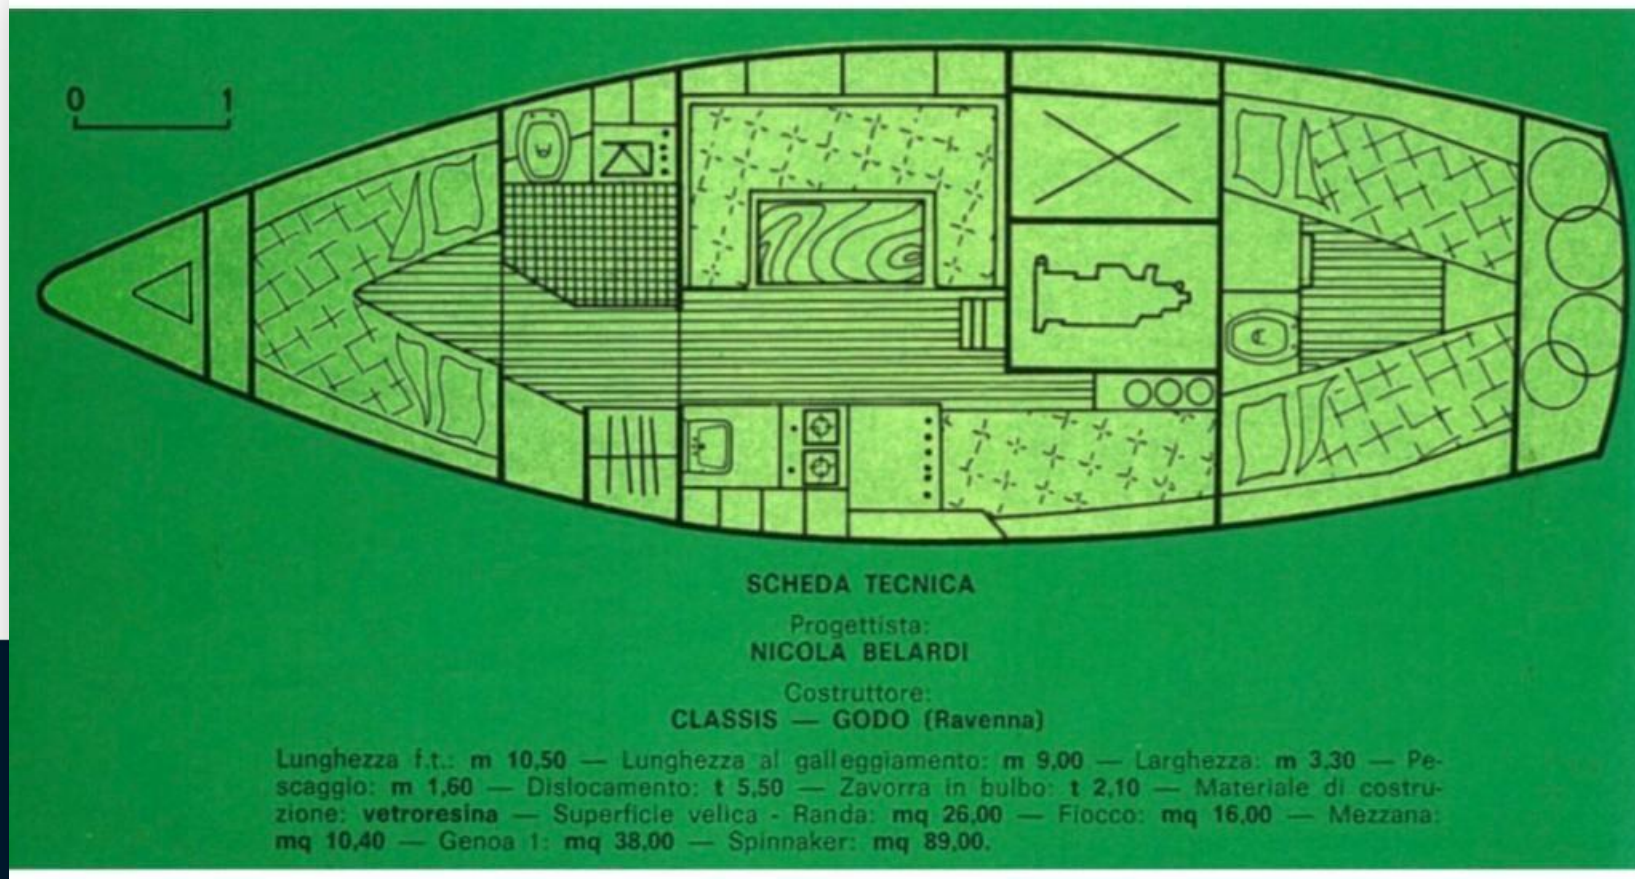 0 1
SCHEDA TECNICA
Progettista:
NICOLA BELARDI
Costruttore:
CLASSIS — GODO (Ravenna)
Lunghezza f.t.: m 10,50 — Lunghezza al galleggiamento: m 9,00 — Larghezza: m 3.30 — Pe-
scaggio: m 1,60 — Dislocamento: t 5,50 — Zavorra in bulbo: t 2,10 — Materiale di costru-
zione: vetroresina — Superficie velica - Randa: mq 26,00 — Fiocco: mq 16,00 — Mezzana:
mq 10,40 — Genoa 1: mq 38,00 — Spinnaker: mq 89,00.